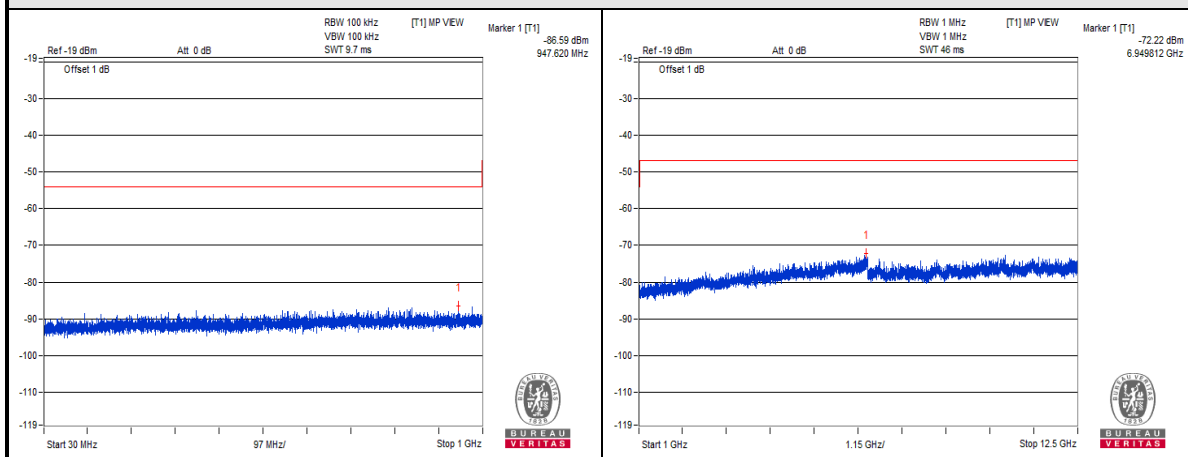 RBW 100 kHz [T1] MP VIEW
VBW 100 kHz
Ref -19 dBm Att 0 dB SWT 9.7 ms
Marker 1 [T1]
-86.59 dBm
947.620 MHz
Offset 1 dB
-19
-30
-40
-50
-60
-70
-80
-90
-100
-110
-119
1
Start 30 MHz 97 MHz/ Stop 1 GHz
BUREAU VERITAS
1828
BUREAU
VERITAS
RBW 1 MHz [T1] MP VIEW
VBW 1 MHz
Ref -19 dBm Att 0 dB SWT 46 ms
Marker 1 [T1]
-72.22 dBm
6.949812 GHz
Offset 1 dB
-19
-30
-40
-50
-60
-70
-80
-90
-100
-110
-119
1
Start 1 GHz 1.15 GHz/ Stop 12.5 GHz
BUREAU VERITAS
1828
BUREAU
VERITAS